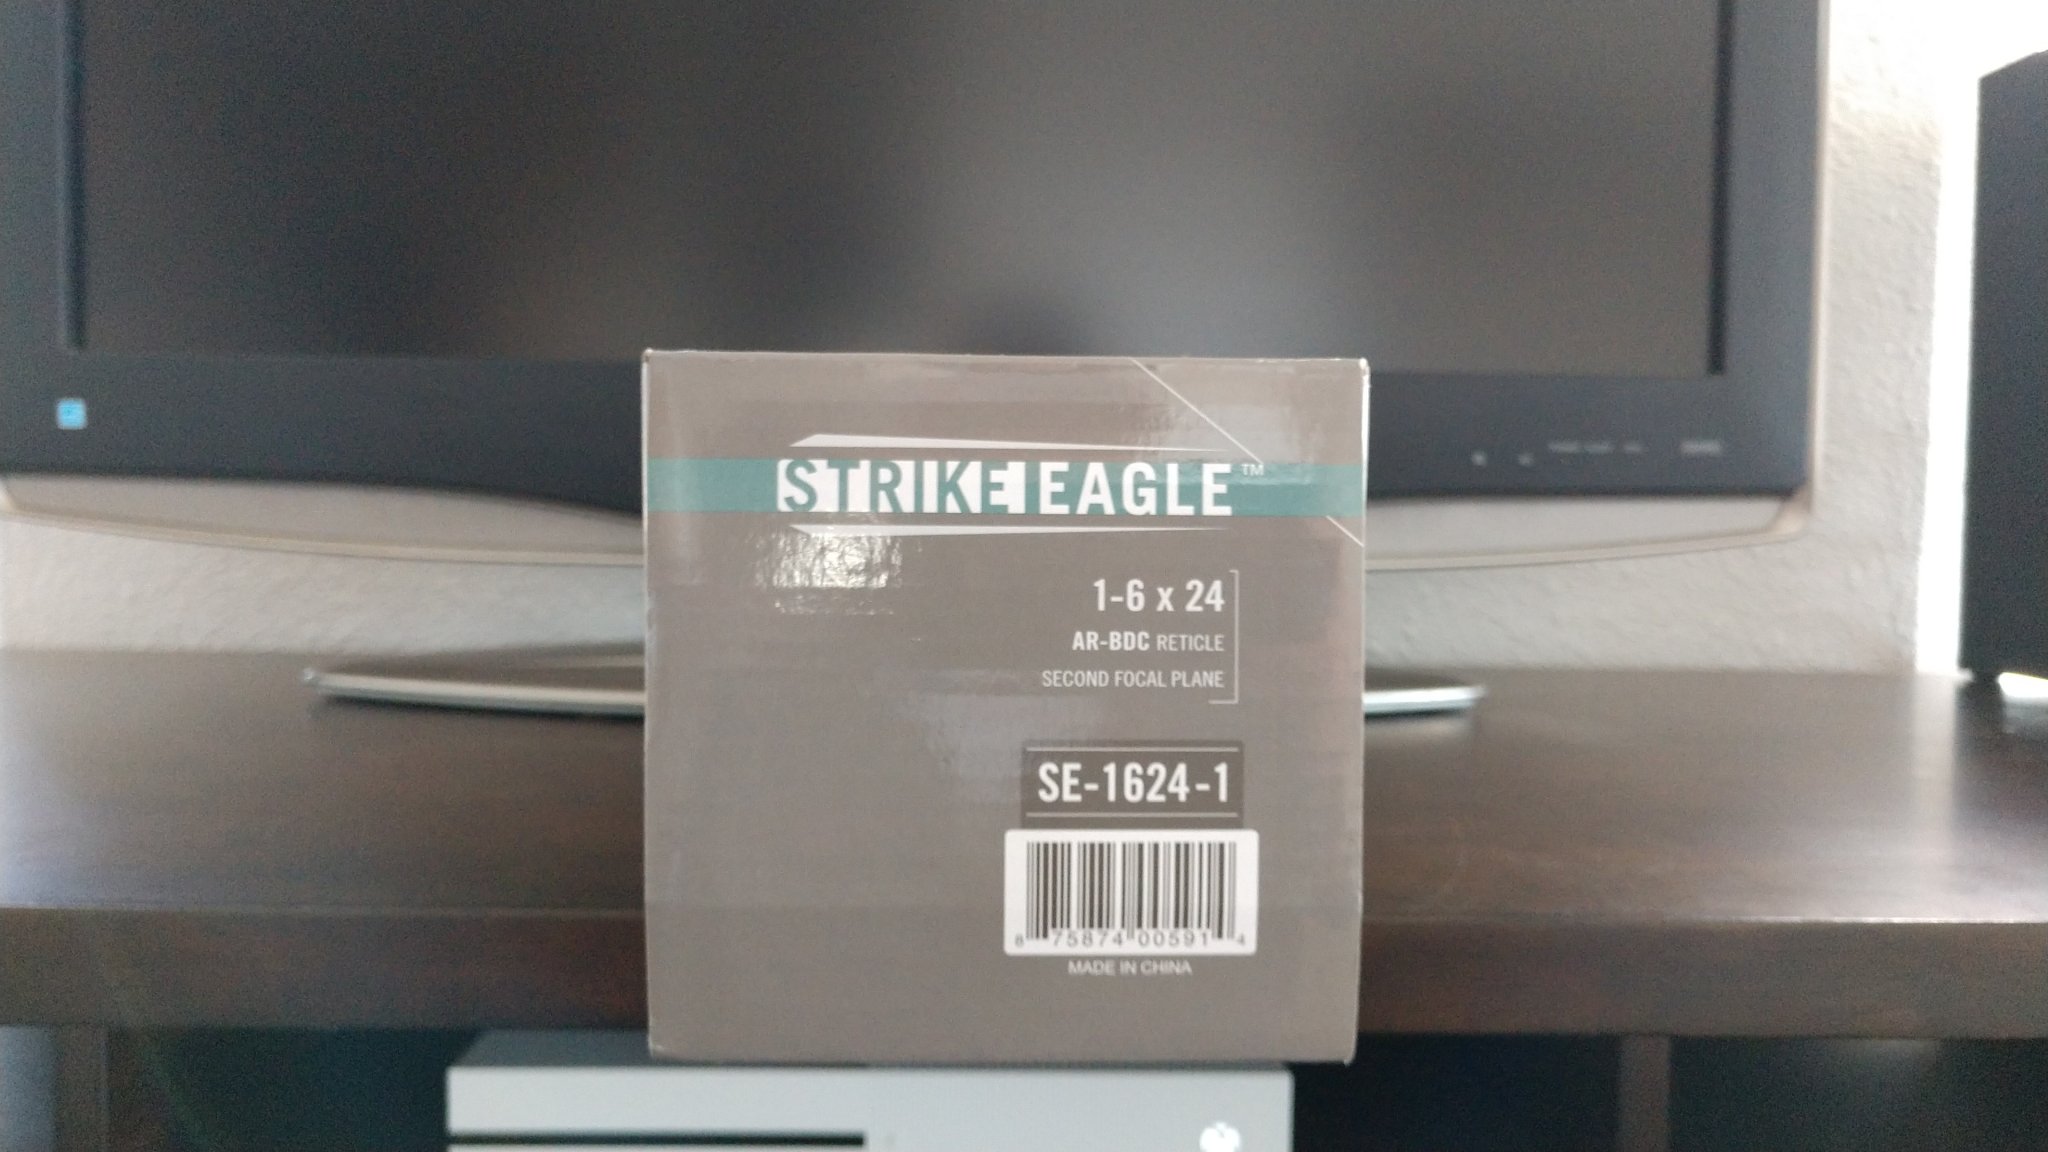 STRIKE EAGLE™
1-6 x 24
AR-BDC RETICLE
SECOND FOCAL PLANE
SE-1624-1
8 75874 00591 4
MADE IN CHINA